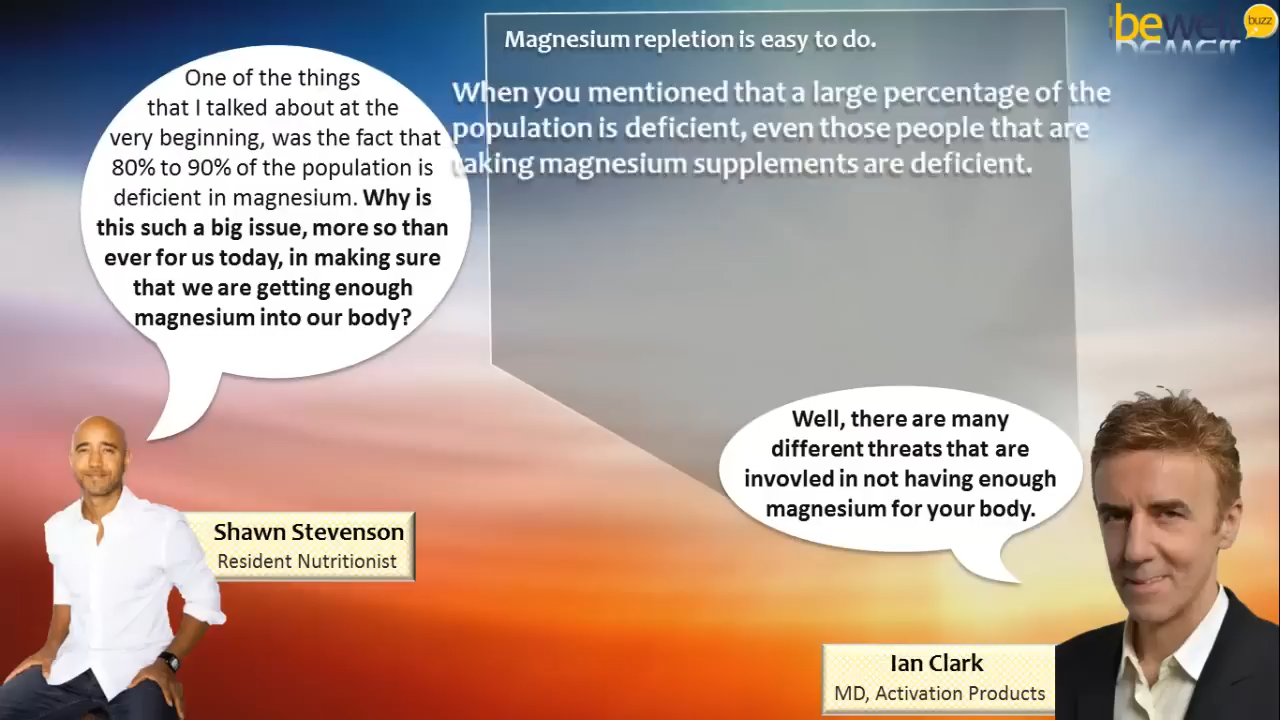 One of the things
that I talked about at the
very beginning, was the fact that
80% to 90% of the population is
deficient in magnesium. Why is
this such a big issue, more so than
ever for us today, in making sure
that we are getting enough
magnesium into our body?
Shawn Stevenson
Resident Nutritionist
Magnesium repletion is easy to do.
When you mentioned that a large percentage of the
population is deficient, even those people that are
taking magnesium supplements are deficient.
bewell
buzz
Well, there are many
different threats that are
invovled in not having enough
magnesium for your body.
Ian Clark
MD, Activation Products